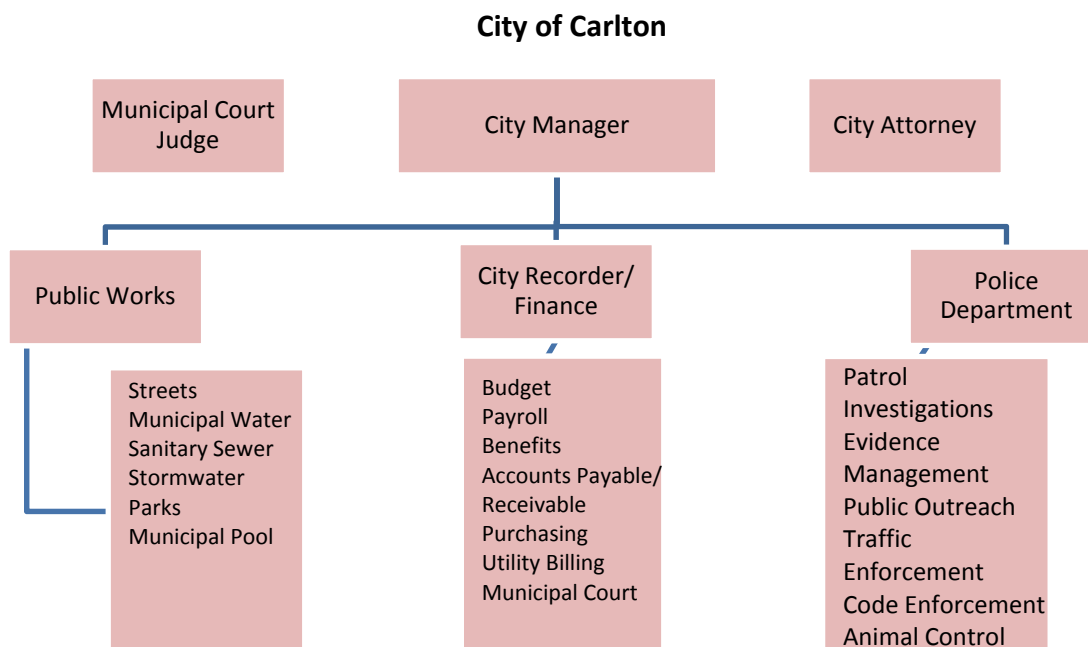 City of Carlton
Municipal Court
Judge
City Manager
City Attorney
Public Works
City Recorder/
Finance
Police
Department
Streets
Municipal Water
Sanitary Sewer
Stormwater
Parks
Municipal Pool
Budget
Payroll
Benefits
Accounts Payable/
Receivable
Purchasing
Utility Billing
Municipal Court
Patrol
Investigations
Evidence
Management
Public Outreach
Traffic
Enforcement
Code Enforcement
Animal Control